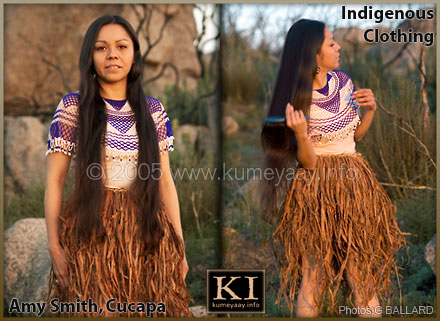 Indigenous
Clothing
© 2005 www.kumeyaay.info
KI
kumeyaay.info
Amy Smith, Cucapa
Photos: G BALLARD